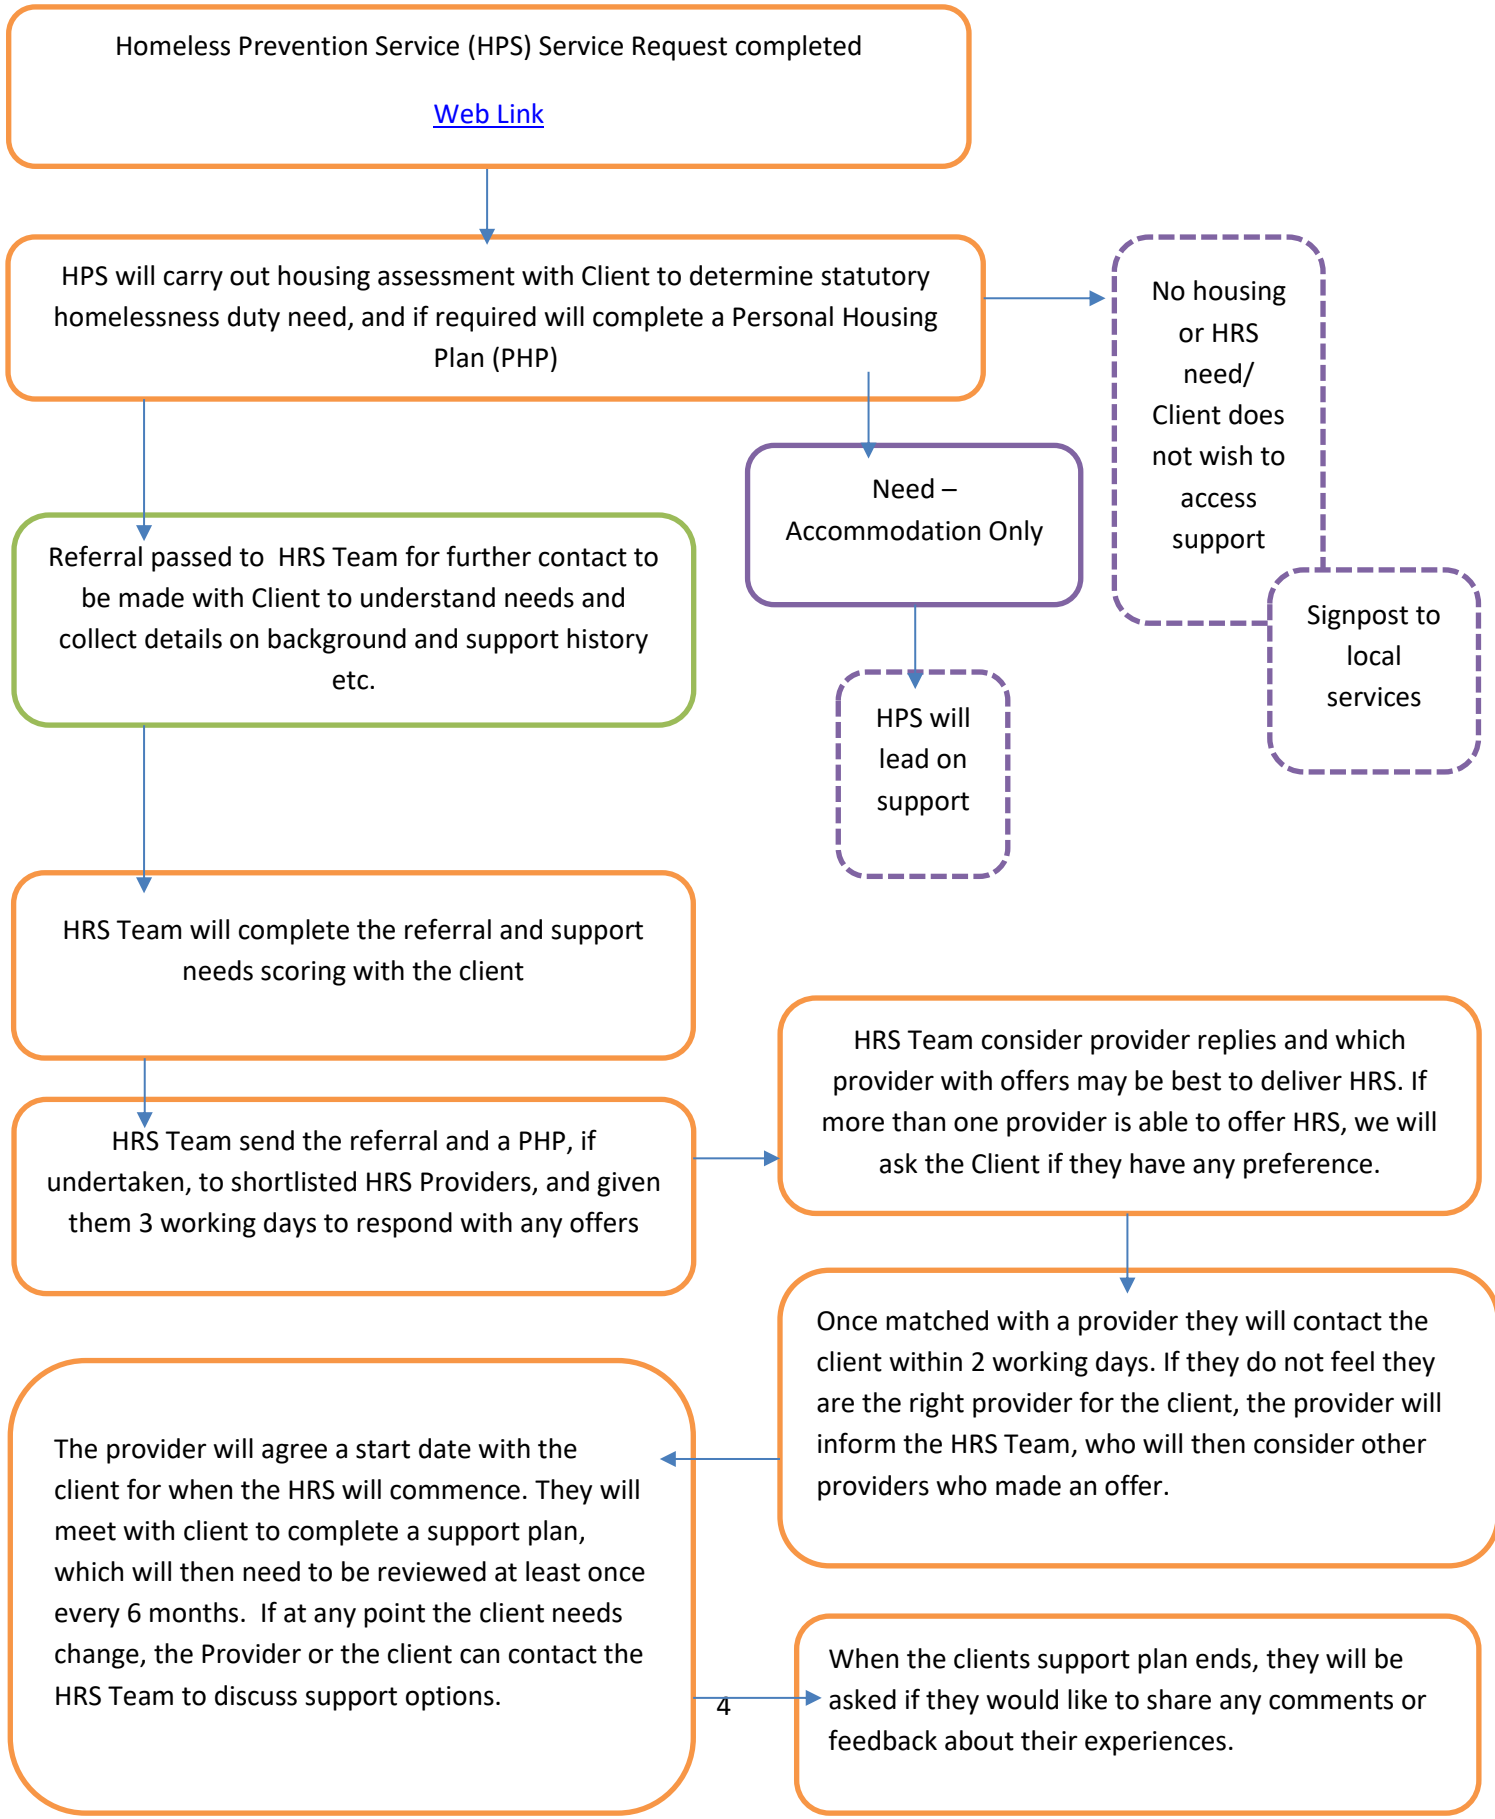 Homeless Prevention Service (HPS) Service Request completed
Web Link
HPS will carry out housing assessment with Client to determine statutory
homelessness duty need, and if required will complete a Personal Housing
Plan (PHP)
No housing
or HRS
need/
Client does
not wish to
access
support
Need –
Accommodation Only
Referral passed to  HRS Team for further contact to
be made with Client to understand needs and
collect details on background and support history
etc.
Signpost to
local
services
HPS will
lead on
support
HRS Team will complete the referral and support
needs scoring with the client
HRS Team send the referral and a PHP, if
undertaken, to shortlisted HRS Providers, and given
them 3 working days to respond with any offers
HRS Team consider provider replies and which
provider with offers may be best to deliver HRS. If
more than one provider is able to offer HRS, we will
ask the Client if they have any preference.
Once matched with a provider they will contact the
client within 2 working days. If they do not feel they
are the right provider for the client, the provider will
inform the HRS Team, who will then consider other
providers who made an offer.
The provider will agree a start date with the
client for when the HRS will commence. They will
meet with client to complete a support plan,
which will then need to be reviewed at least once
every 6 months.  If at any point the client needs
change, the Provider or the client can contact the
HRS Team to discuss support options.
When the clients support plan ends, they will be
asked if they would like to share any comments or
feedback about their experiences.
4